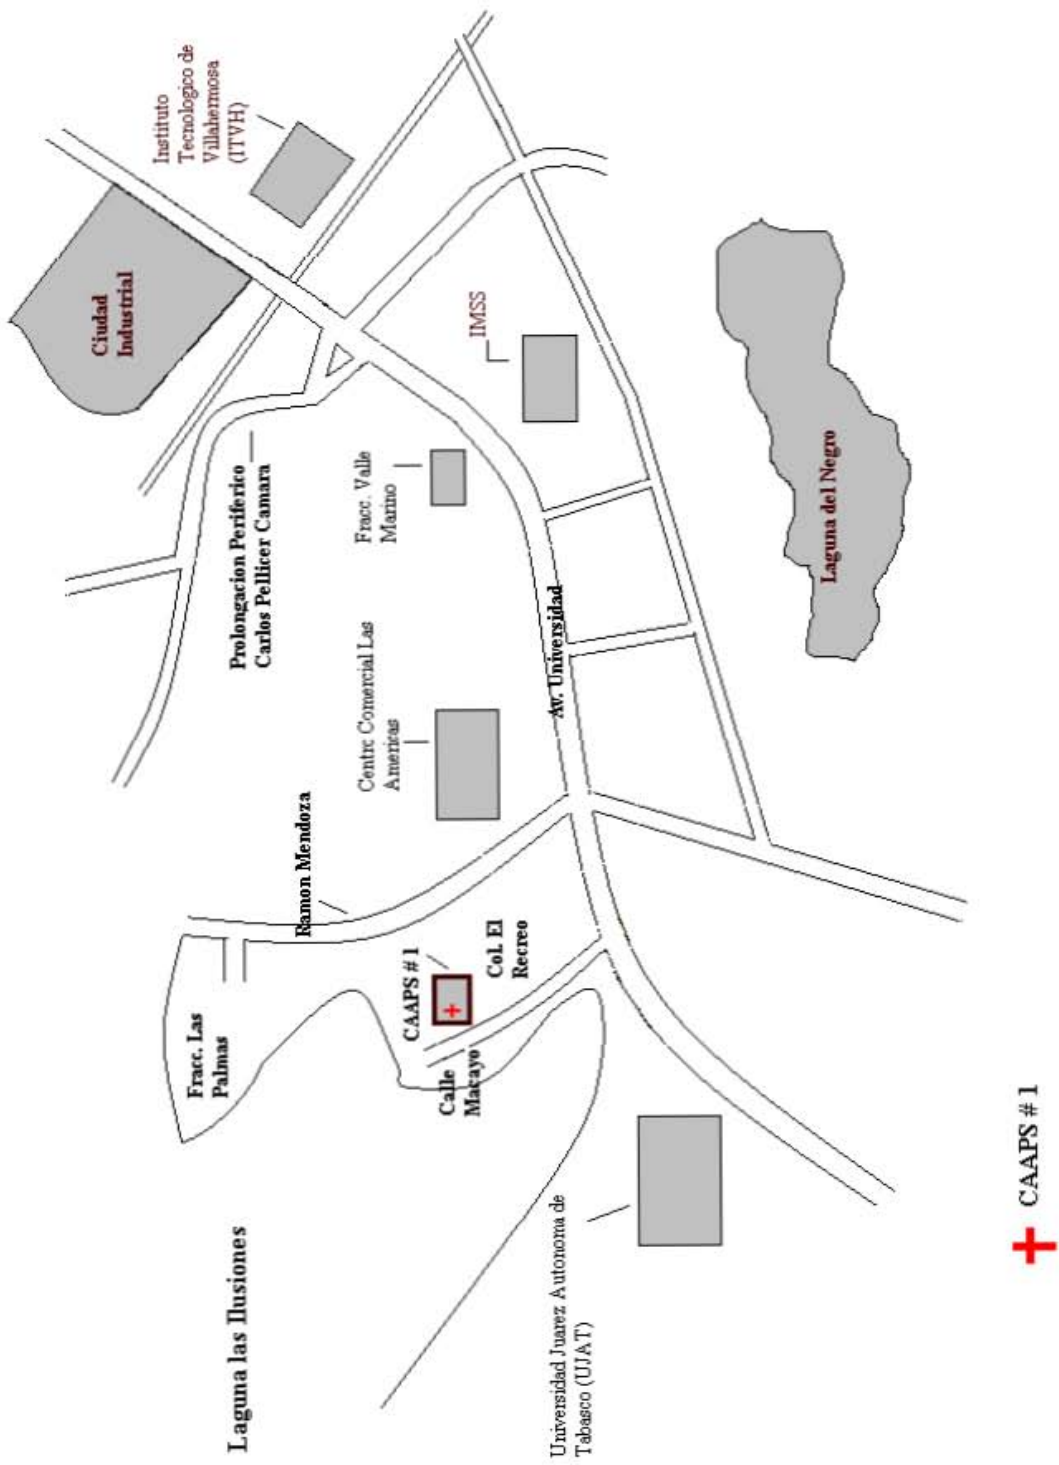 Instituto
Tecnologico de
Villahermosa
(ITVH)
Ciudad
Industrial
IMSS
Prolongacion Periferico
Carlos Pellicer Camara
Fracc. Valle
Marino
Laguna del Negro
Av. Universidad
Centro Comercial Las
Americas
Ramon Mendoza
CAAPS # 1
Col. El
Recreo
Fracc. Las
Palmas
Calle
Macayo
Laguna las Ilusiones
Universidad Juarez Autonoma de
Tabasco (UJAT)
CAAPS # 1